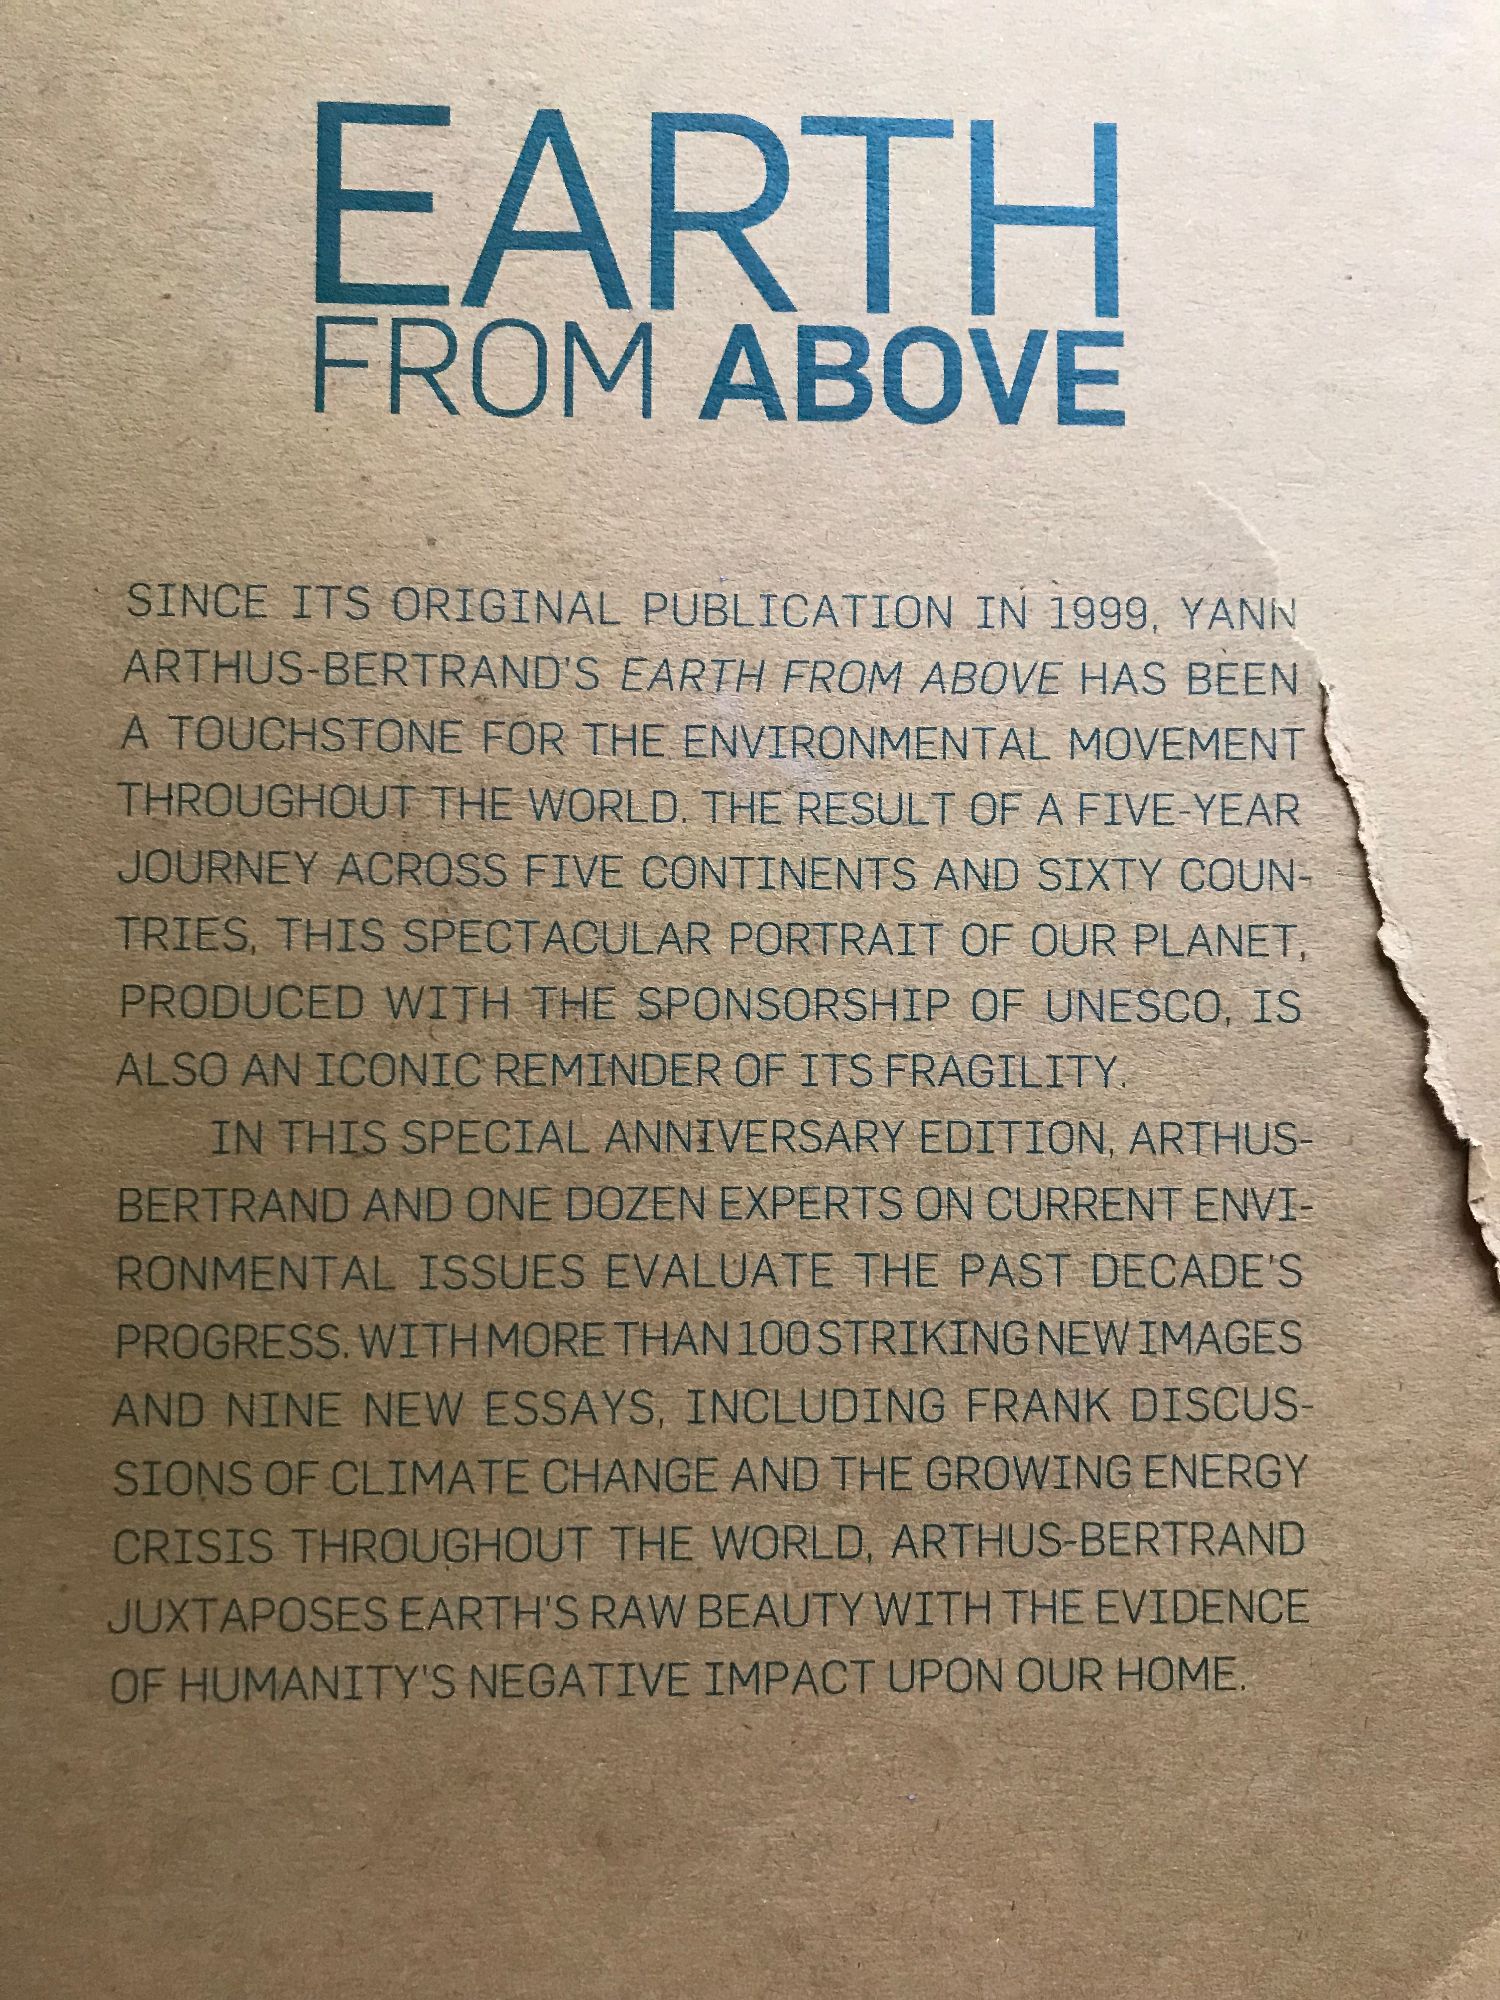 EARTH
FROM ABOVE
SINCE ITS ORIGINAL PUBLICATION IN 1999, YANN
ARTHUS-BERTRAND'S EARTH FROM ABOVE HAS BEEN
A TOUCHSTONE FOR THE ENVIRONMENTAL MOVEMENT
THROUGHOUT THE WORLD. THE RESULT OF A FIVE-YEAR
JOURNEY ACROSS FIVE CONTINENTS AND SIXTY COUN-
TRIES, THIS SPECTACULAR PORTRAIT OF OUR PLANET,
PRODUCED WITH THE SPONSORSHIP OF UNESCO, IS
ALSO AN ICONIC REMINDER OF ITS FRAGILITY.
IN THIS SPECIAL ANNIVERSARY EDITION, ARTHUS-
BERTRAND AND ONE DOZEN EXPERTS ON CURRENT ENVI-
RONMENTAL ISSUES EVALUATE THE PAST DECADE'S
PROGRESS. WITH MORE THAN 100 STRIKING NEW IMAGES
AND NINE NEW ESSAYS, INCLUDING FRANK DISCUS-
SIONS OF CLIMATE CHANGE AND THE GROWING ENERGY
CRISIS THROUGHOUT THE WORLD, ARTHUS-BERTRAND
JUXTAPOSES EARTH'S RAW BEAUTY WITH THE EVIDENCE
OF HUMANITY'S NEGATIVE IMPACT UPON OUR HOME.